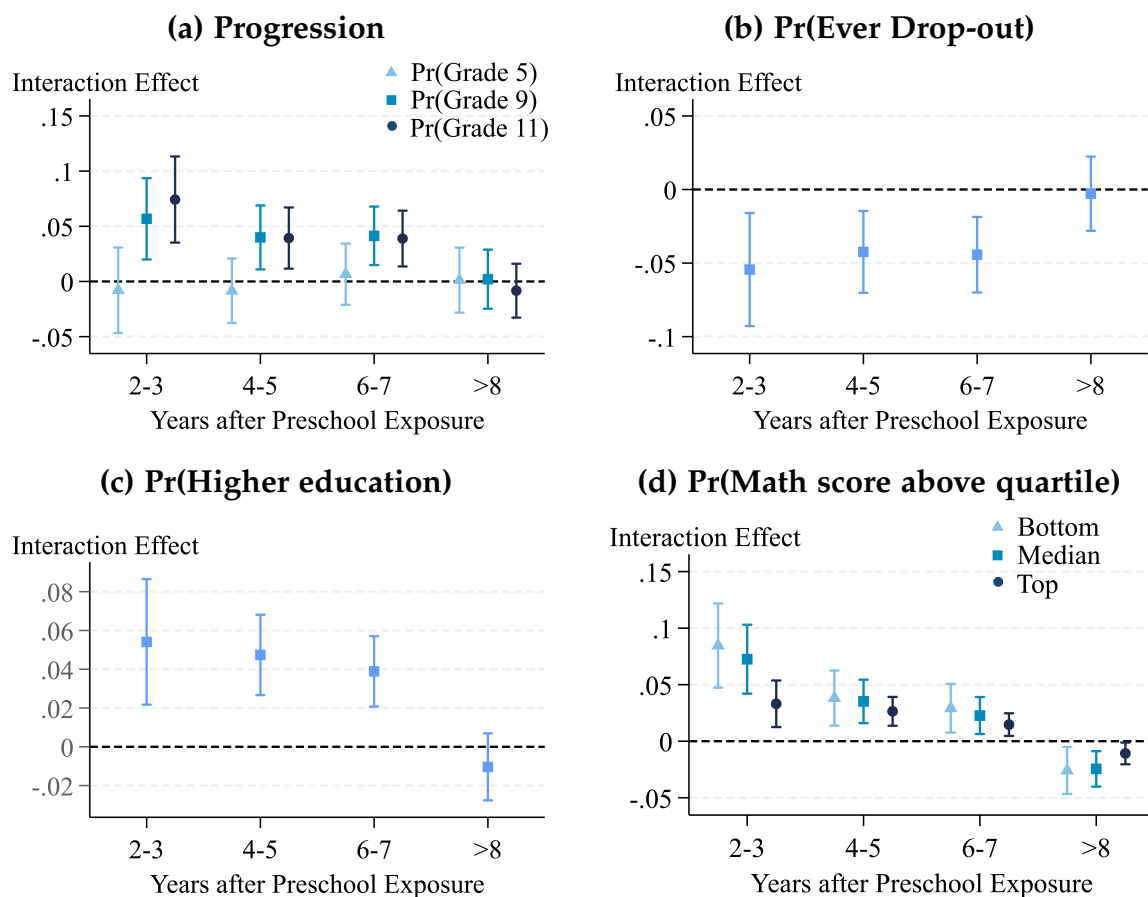 (a) Progression
Interaction Effect
Pr(Grade 5)
Pr(Grade 9)
Pr(Grade 11)
.15
.1
.05
0
-.05
2-3
4-5
6-7
>8
Years after Preschool Exposure
(b) Pr(Ever Drop-out)
Interaction Effect
.05
0
-.05
-.1
2-3
4-5
6-7
>8
Years after Preschool Exposure
(c) Pr(Higher education)
Interaction Effect
.08
.06
.04
.02
0
-.02
2-3
4-5
6-7
>8
Years after Preschool Exposure
(d) Pr(Math score above quartile)
Interaction Effect
Bottom
Median
Top
.15
.1
.05
0
-.05
2-3
4-5
6-7
>8
Years after Preschool Exposure